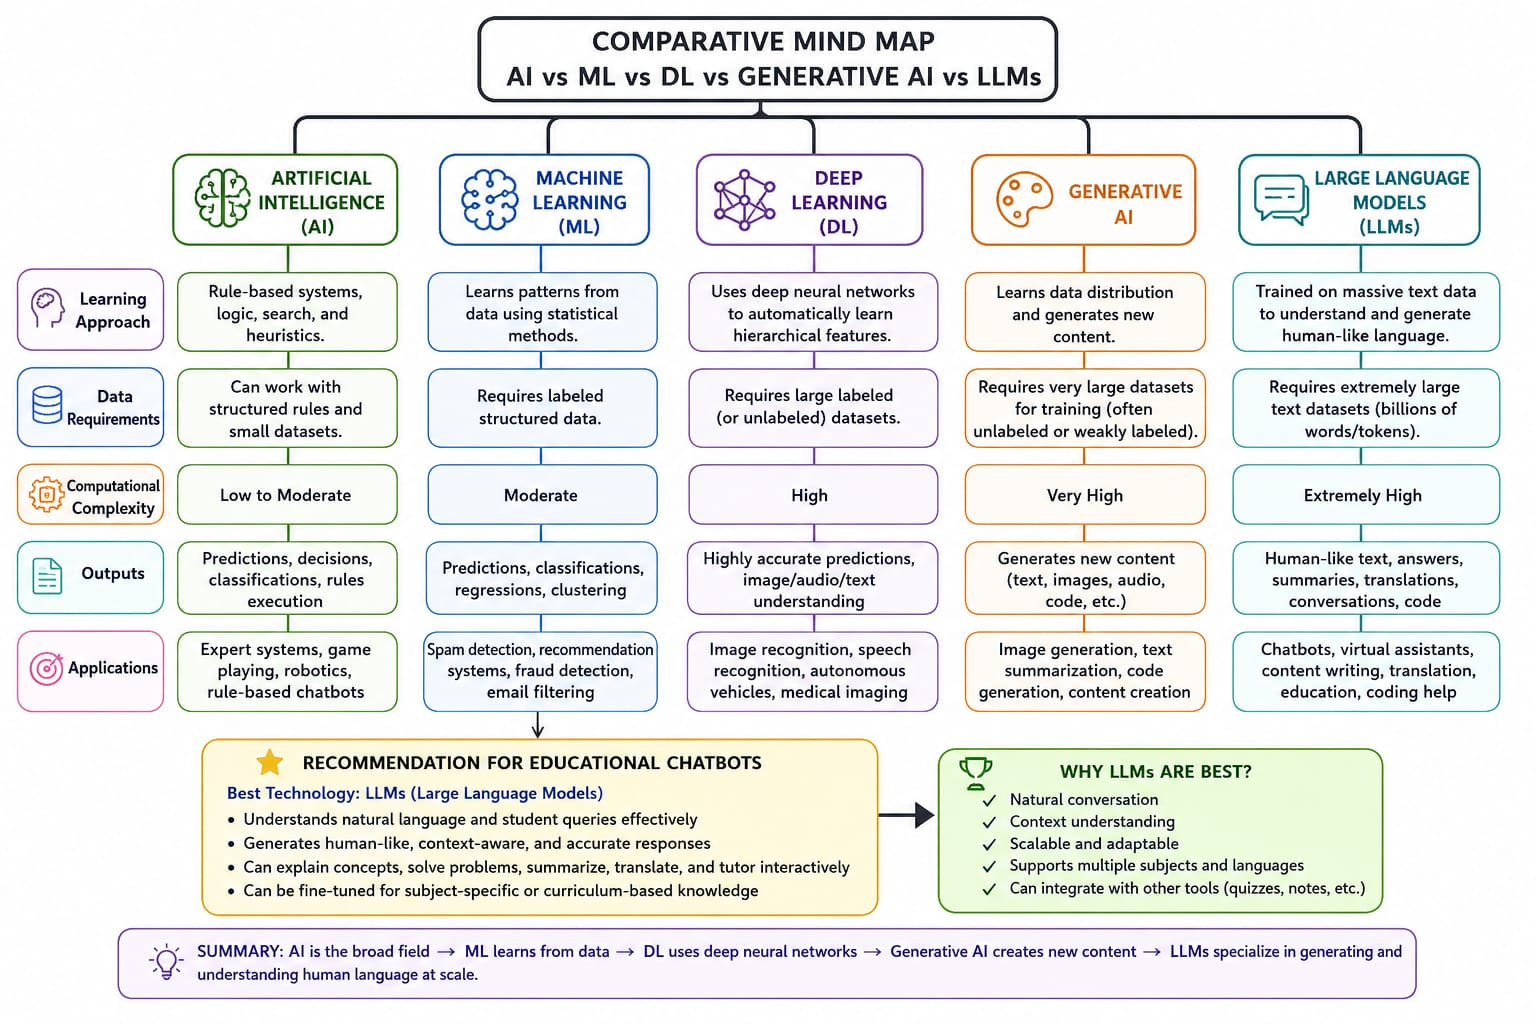 COMPARATIVE MIND MAP
AI vs ML vs DL vs GENERATIVE AI vs LLMs
ARTIFICIAL
INTELLIGENCE
(AI)
MACHINE
LEARNING
(ML)
DEEP
LEARNING
(DL)
GENERATIVE
AI
LARGE LANGUAGE
MODELS
(LLMs)
Learning
Approach
Rule-based systems,
logic, search, and
heuristics.
Learns patterns from
data using statistical
methods.
Uses deep neural networks
to automatically learn
hierarchical features.
Learns data distribution
and generates new
content.
Trained on massive text data
to understand and generate
human-like language.
Data
Requirements
Can work with
structured rules and
small datasets.
Requires labeled
structured data.
Requires large labeled
(or unlabeled) datasets.
Requires very large datasets
for training (often
unlabeled or weakly labeled).
Requires extremely large
text datasets (billions of
words/tokens).
Computational
Complexity
Low to Moderate
Moderate
High
Very High
Extremely High
Outputs
Predictions, decisions,
classifications, rules
execution
Predictions, classifications,
regressions, clustering
Highly accurate predictions,
image/audio/text
understanding
Generates new content
(text, images, audio,
code, etc.)
Human-like text, answers,
summaries, translations,
conversations, code
Applications
Expert systems, game
playing, robotics,
rule-based chatbots
Spam detection, recommendation
systems, fraud detection,
email filtering
Image recognition, speech
recognition, autonomous
vehicles, medical imaging
Image generation, text
summarization, code
generation, content creation
Chatbots, virtual assistants,
content writing, translation,
education, coding help
RECOMMENDATION FOR EDUCATIONAL CHATBOTS
Best Technology: LLMs (Large Language Models)
• Understands natural language and student queries effectively
• Generates human-like, context-aware, and accurate responses
• Can explain concepts, solve problems, summarize, translate, and tutor interactively
• Can be fine-tuned for subject-specific or curriculum-based knowledge
WHY LLMs ARE BEST?
✓ Natural conversation
✓ Context understanding
✓ Scalable and adaptable
✓ Supports multiple subjects and languages
✓ Can integrate with other tools (quizzes, notes, etc.)
SUMMARY: AI is the broad field → ML learns from data → DL uses deep neural networks → Generative AI creates new content → LLMs specialize in generating and
understanding human language at scale.